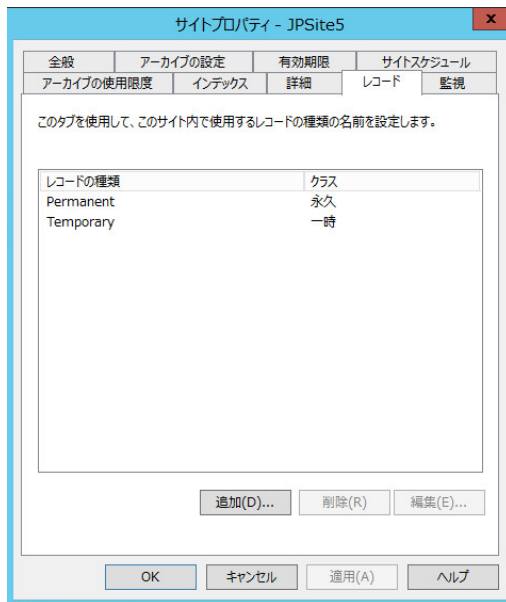 サイトプロパティ - JPSite5
x
全般 アーカイブの設定 有効期限 サイトスケジュール
アーカイブの使用限度 インデックス 詳細 レコード 監視
このタブを使用して、このサイト内で使用するレコードの種類の名前を設定します。
レコードの種類 クラス
Permanent 永久
Temporary 一時
追加(D)... 削除(R) 編集(E)...
OK キャンセル 適用(A) ヘルプ